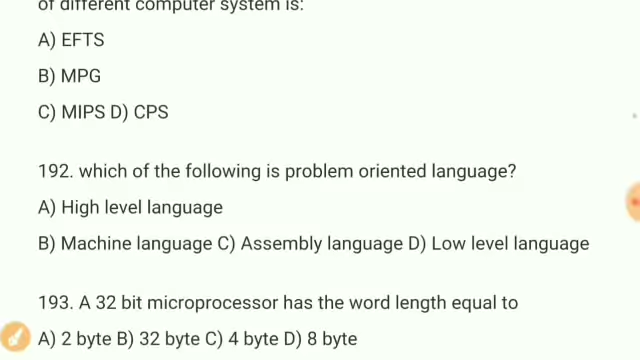 of different computer system is:
A) EFTS
B) MPG
C) MIPS D) CPS
192. which of the following is problem oriented language?
A) High level language
B) Machine language C) Assembly language D) Low level language
193. A 32 bit microprocessor has the word length equal to
A) 2 byte B) 32 byte C) 4 byte D) 8 byte